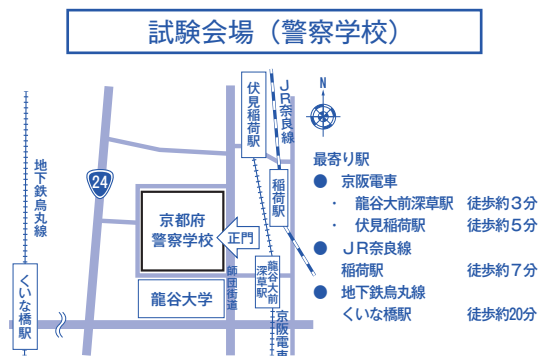 試験会場（警察学校）
伏見稲荷駅
ＪＲ奈良線
N
地下鉄烏丸線
24
稲荷駅
京都府
警察学校
正門
龍谷大前
深草駅
師団街道
龍谷大学
くいな橋駅
京阪電車
最寄り駅
● 京阪電車
・ 龍谷大前深草駅 徒歩約３分
・ 伏見稲荷駅 徒歩約５分
● ＪＲ奈良線
稲荷駅 徒歩約７分
● 地下鉄烏丸線
くいな橋駅 徒歩約20分